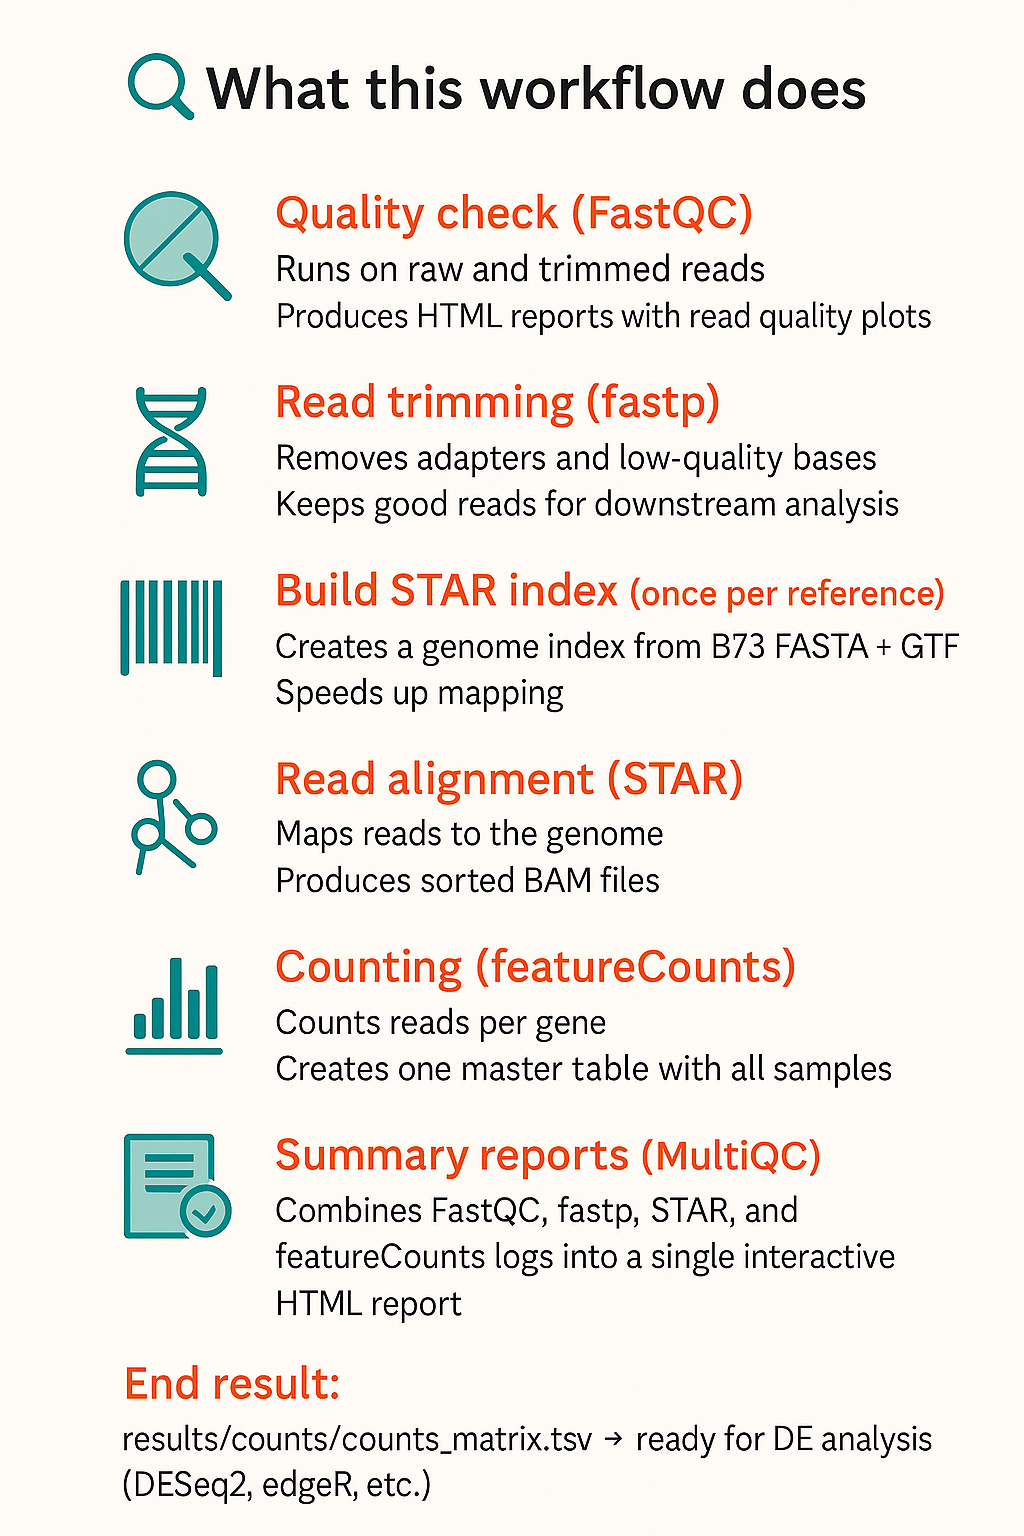 What this workflow does
Quality check (FastQC)
Runs on raw and trimmed reads
Produces HTML reports with read quality plots
Read trimming (fastp)
Removes adapters and low-quality bases
Keeps good reads for downstream analysis
Build STAR index (once per reference)
Creates a genome index from B73 FASTA + GTF
Speeds up mapping
Read alignment (STAR)
Maps reads to the genome
Produces sorted BAM files
Counting (featureCounts)
Counts reads per gene
Creates one master table with all samples
Summary reports (MultiQC)
Combines FastQC, fastp, STAR, and
featureCounts logs into a single interactive
HTML report
End result:
results/counts/counts_matrix.tsv → ready for DE analysis
(DESeq2, edgeR, etc.)